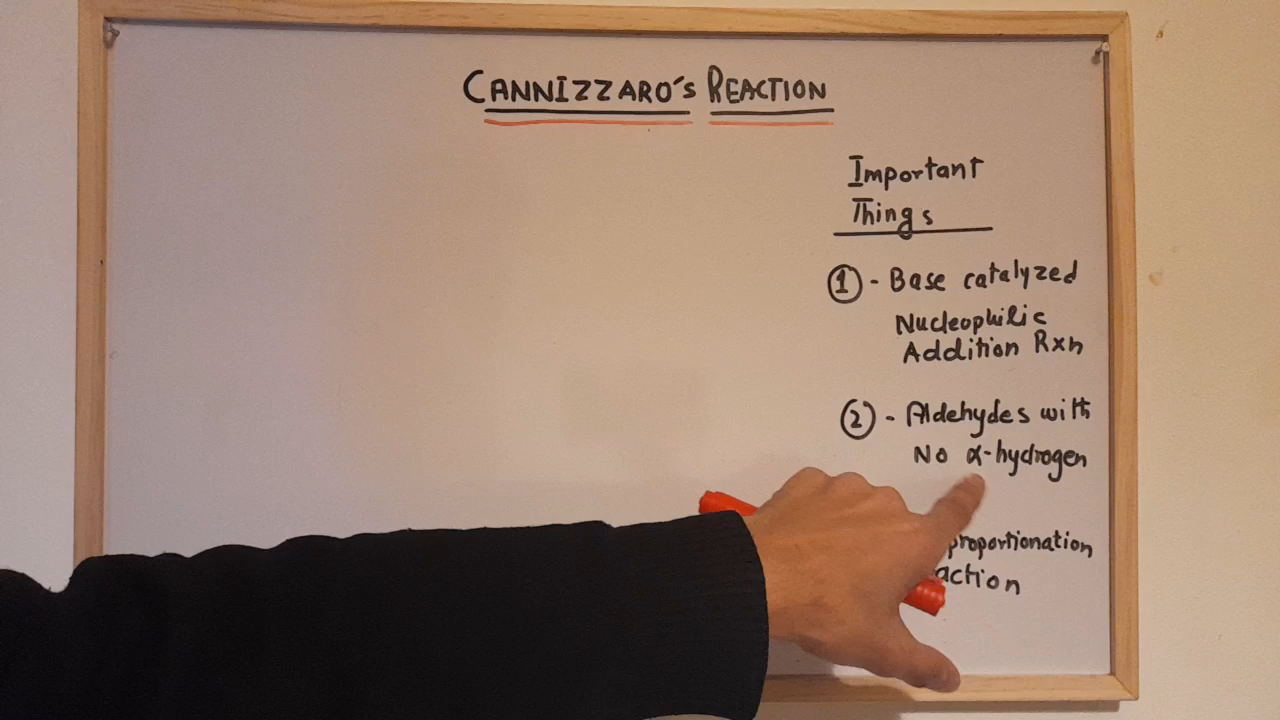 CANNIZZARO'S REACTION
Important
Things
① - Base catalyzed
Nucleophilic
Addition Rxn
② - Aldehydes with
No α-hydrogen
proportionation
action